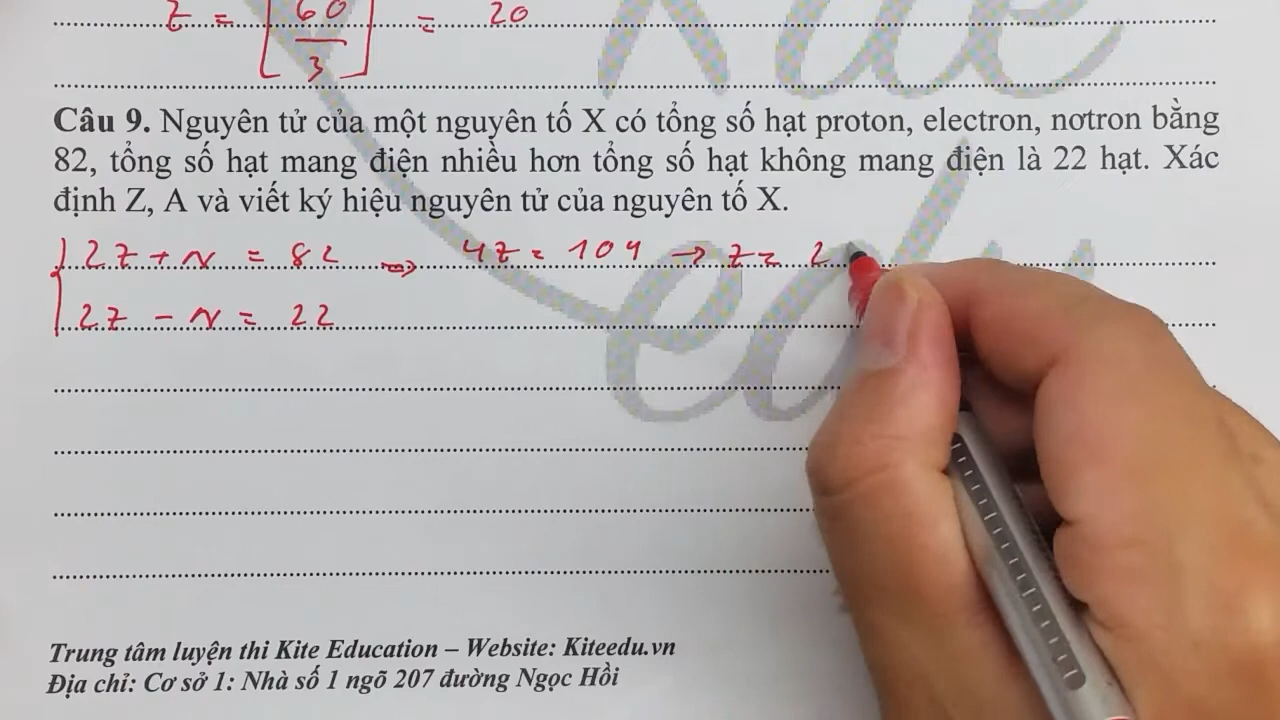 Z = [60/3] = 20
Câu 9. Nguyên tử của một nguyên tố X có tổng số hạt proton, electron, nơtron bằng
82, tổng số hạt mang điện nhiều hơn tổng số hạt không mang điện là 22 hạt. Xác
định Z, A và viết ký hiệu nguyên tử của nguyên tố X.
{ 2Z + N = 82 => 4Z = 104 → Z = 2
2Z - N = 22
Kite
edu
Trung tâm luyện thi Kite Education – Website: Kiteedu.vn
Địa chỉ: Cơ sở 1: Nhà số 1 ngõ 207 đường Ngọc Hồi